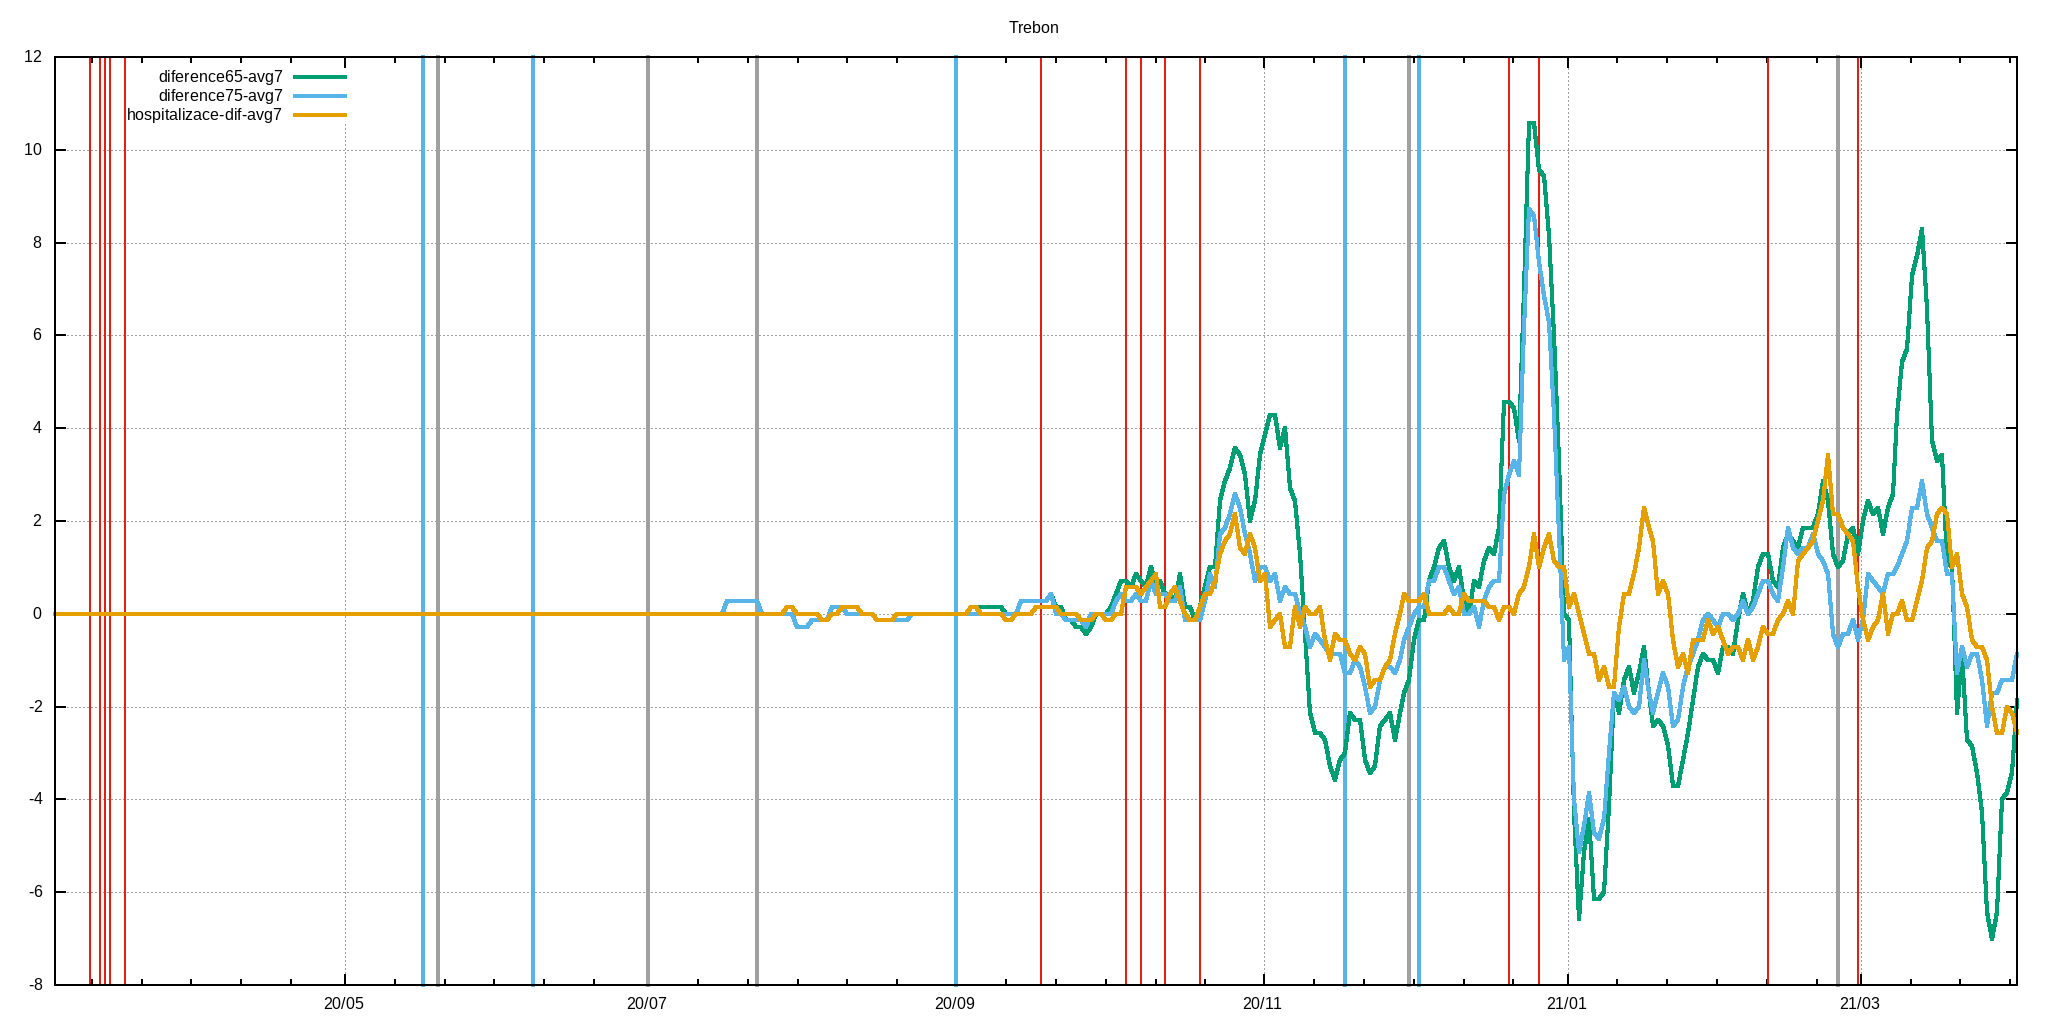 Trebon
12
diference65-avg7
diference75-avg7
hospitalizace-dif-avg7
10
8
6
4
2
0
-2
-4
-6
-8
20/05 20/07 20/09 20/11 21/01 21/03